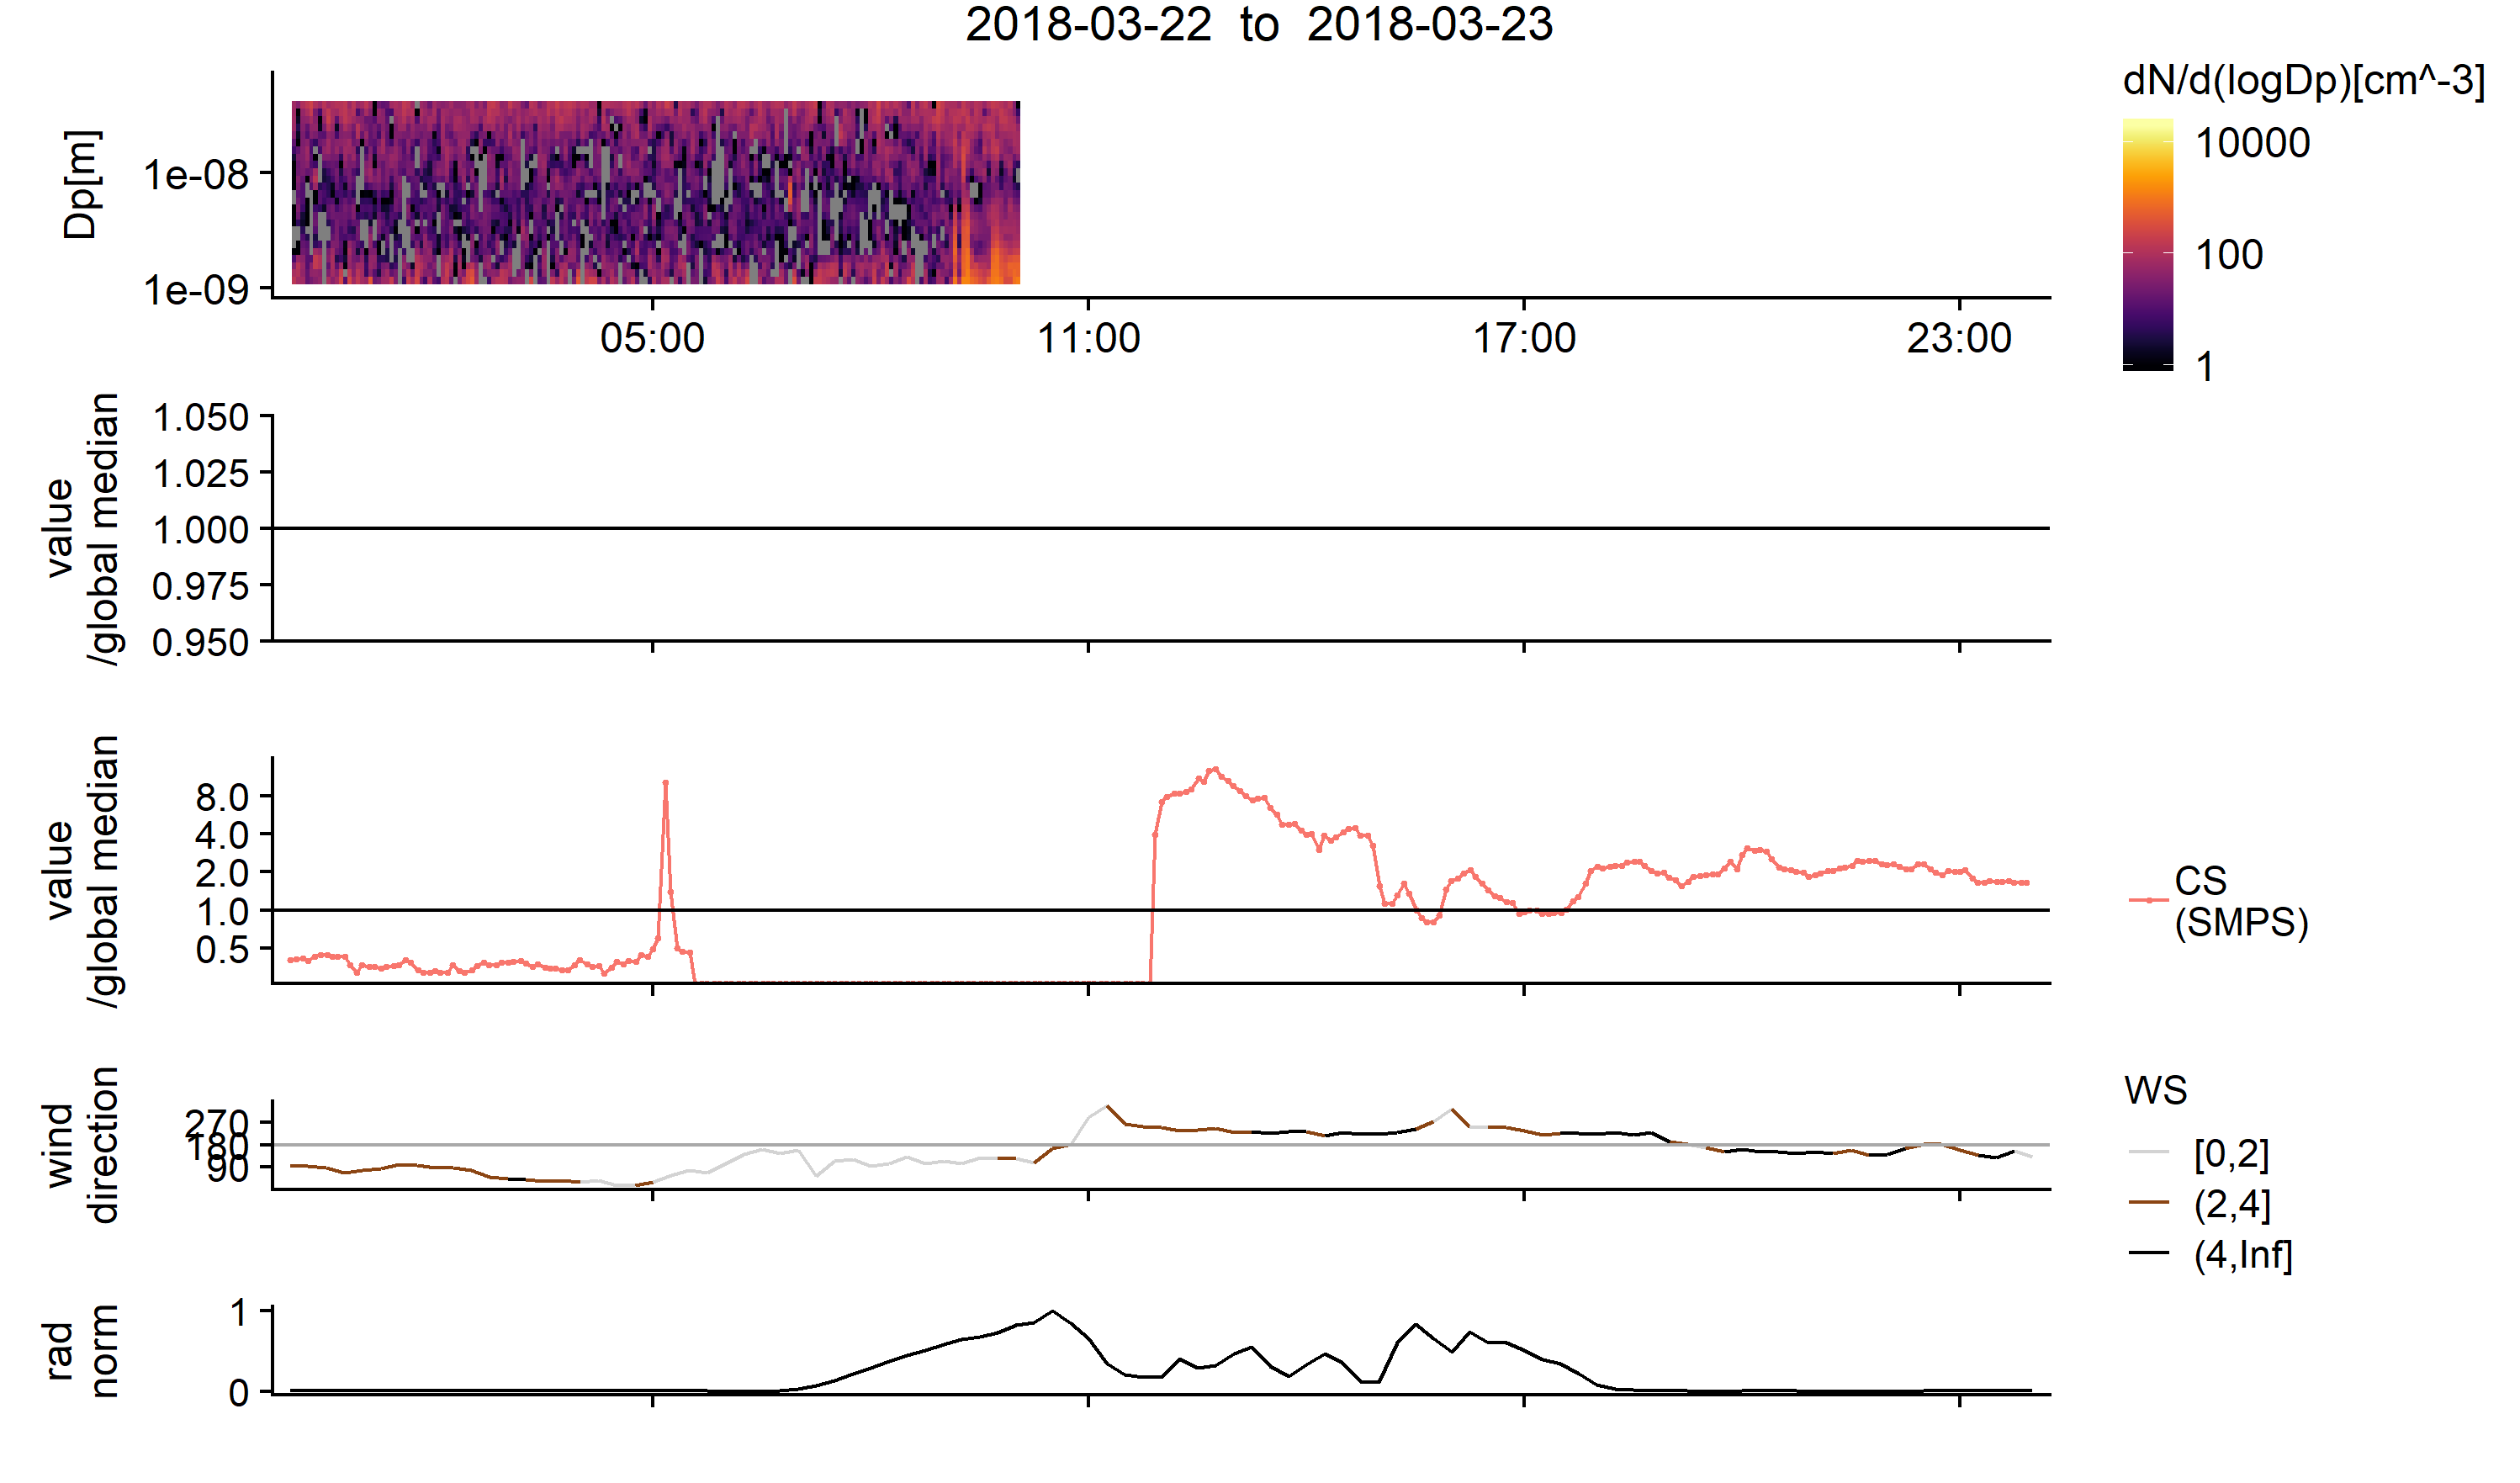 2018-03-22 to 2018-03-23
Dp[m]
1e-08
1e-09
05:00
11:00
17:00
23:00
dN/d(logDp)[cm^-3]
10000
100
1
value
/global median
1.050
1.025
1.000
0.975
0.950
value
/global median
8.0
4.0
2.0
1.0
0.5
CS
(SMPS)
wind
direction
270
180
90
WS
[0,2]
(2,4]
(4,Inf]
rad
norm
1
0